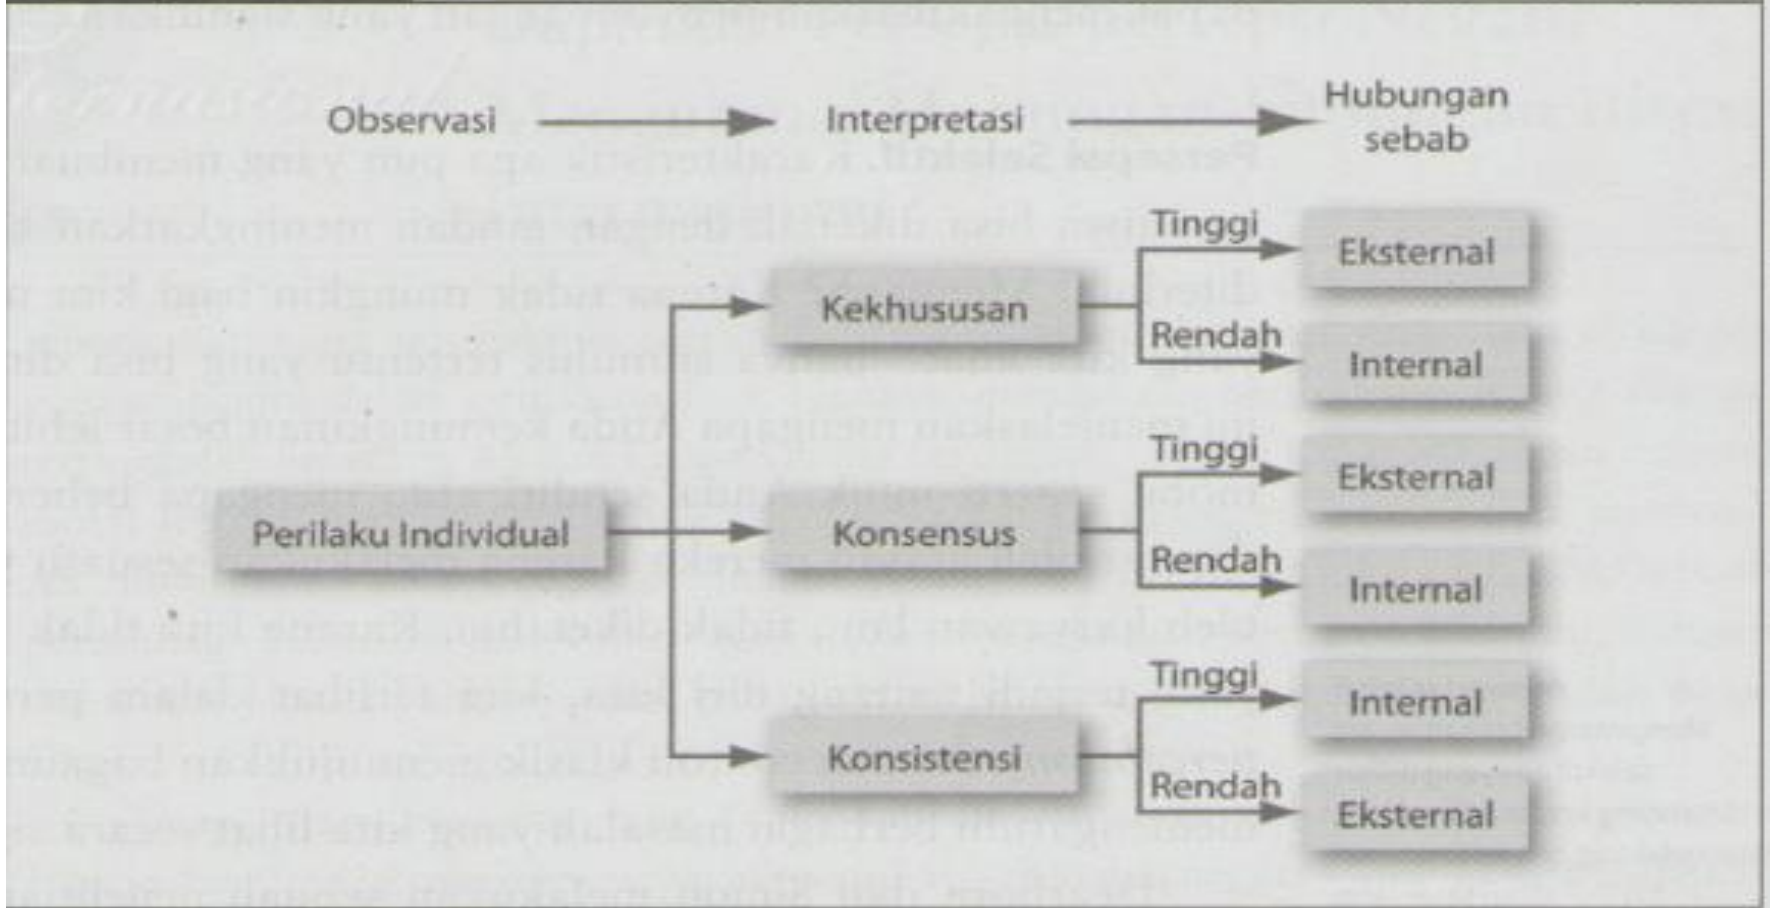 Observasi
Interpretasi
Hubungan
sebab
Tinggi
Eksternal
Kekhususan
Rendah
Internal
Tinggi
Eksternal
Perilaku Individual
Konsensus
Rendah
Internal
Tinggi
Internal
Konsistensi
Rendah
Eksternal